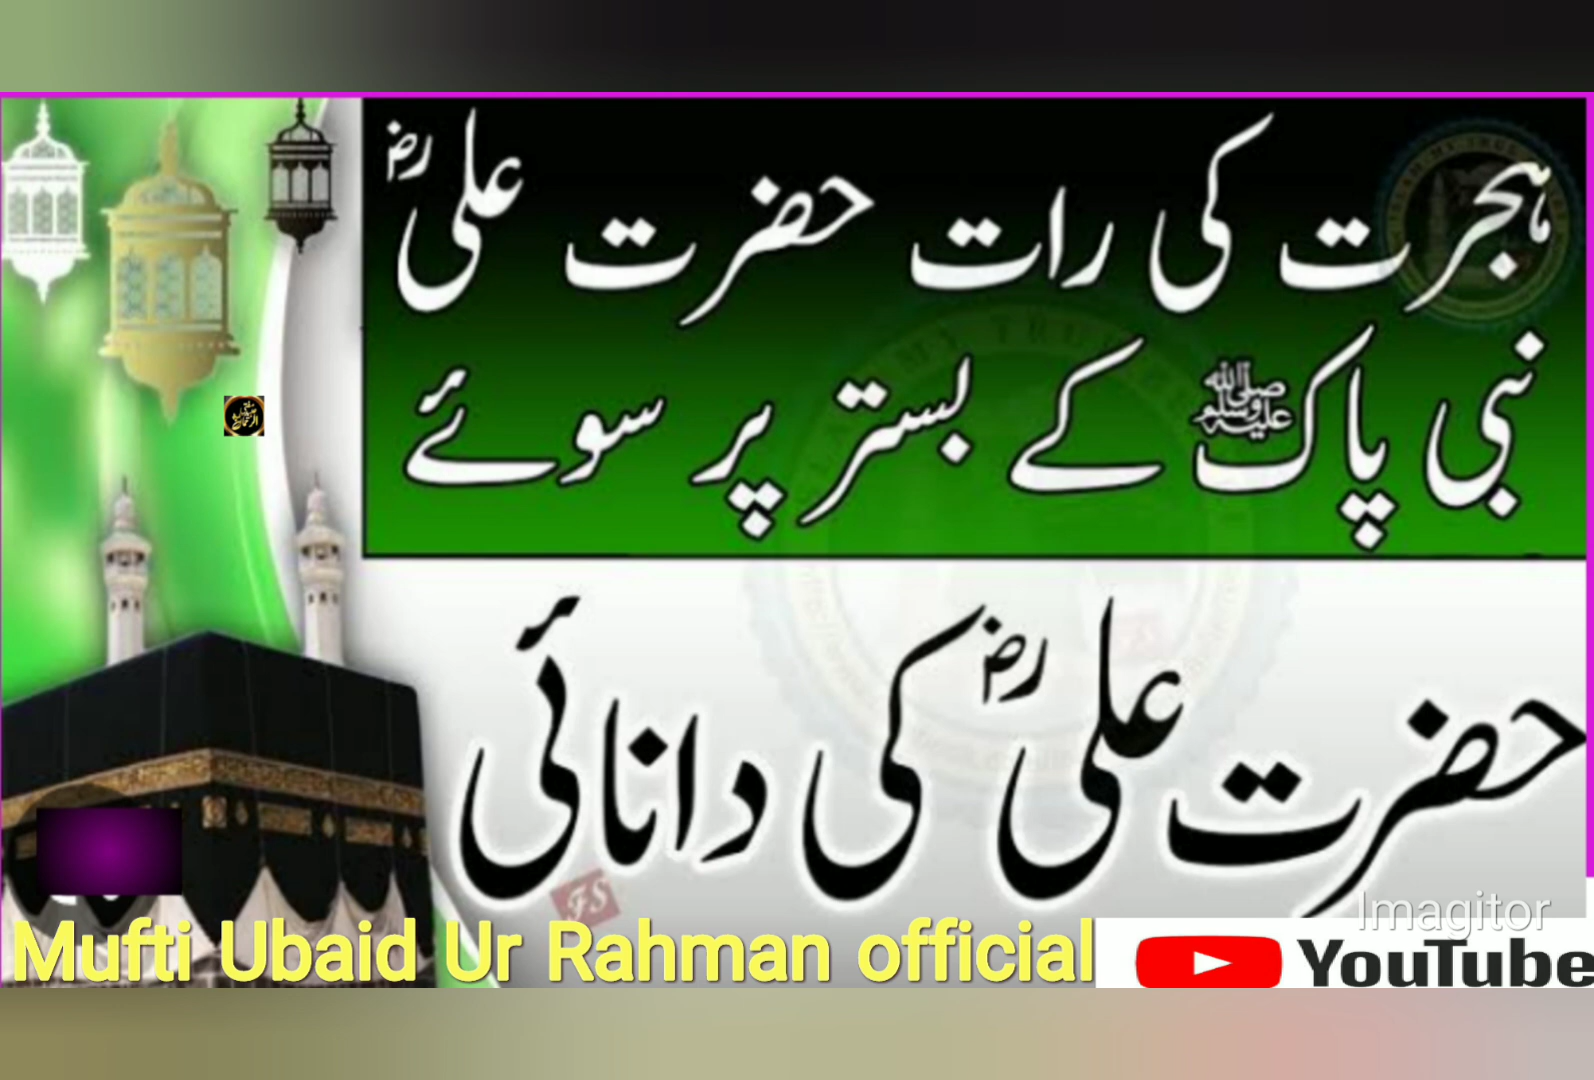 ہجرت کی رات حضرت علیؓ
نبی پاک ﷺ کے بستر پر سوئے
حضرت علیؓ کی دانائی
JS
Imagitor
Mufti Ubaid Ur Rahman official
YouTube